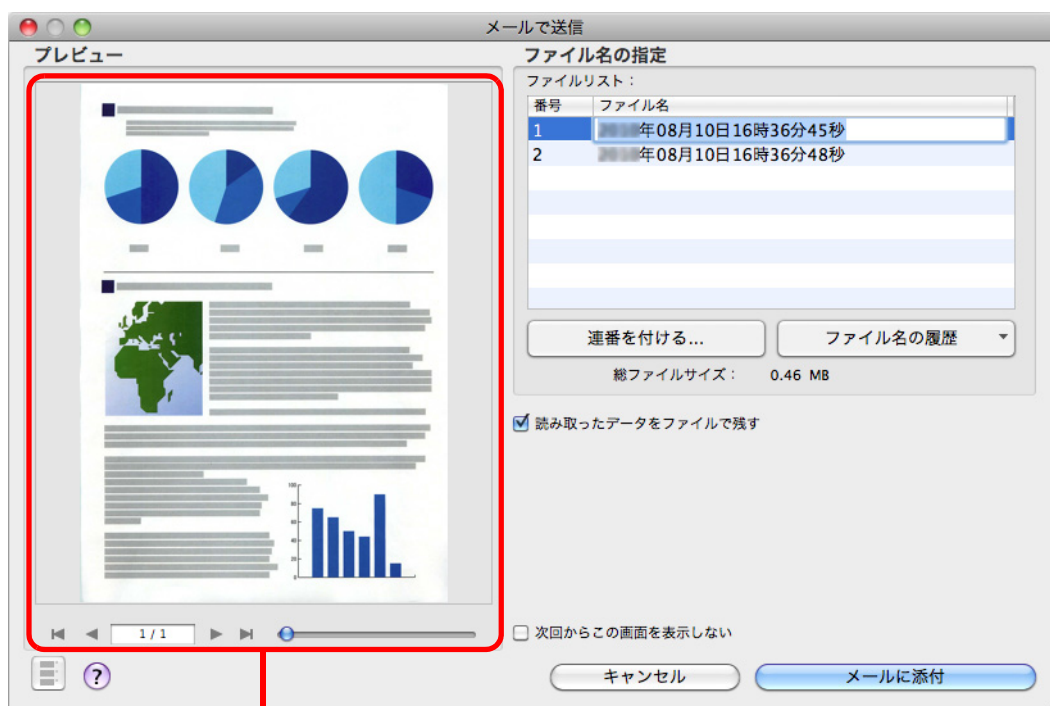 メールで送信
プレビュー
ファイル名の指定
ファイルリスト：
番号 ファイル名
1 年08月10日16時36分45秒
2 年08月10日16時36分48秒
連番を付ける...
ファイル名の履歴
総ファイルサイズ： 0.46 MB
読み取ったデータをファイルで残す
1 / 1
次回からこの画面を表示しない
?
キャンセル
メールに添付